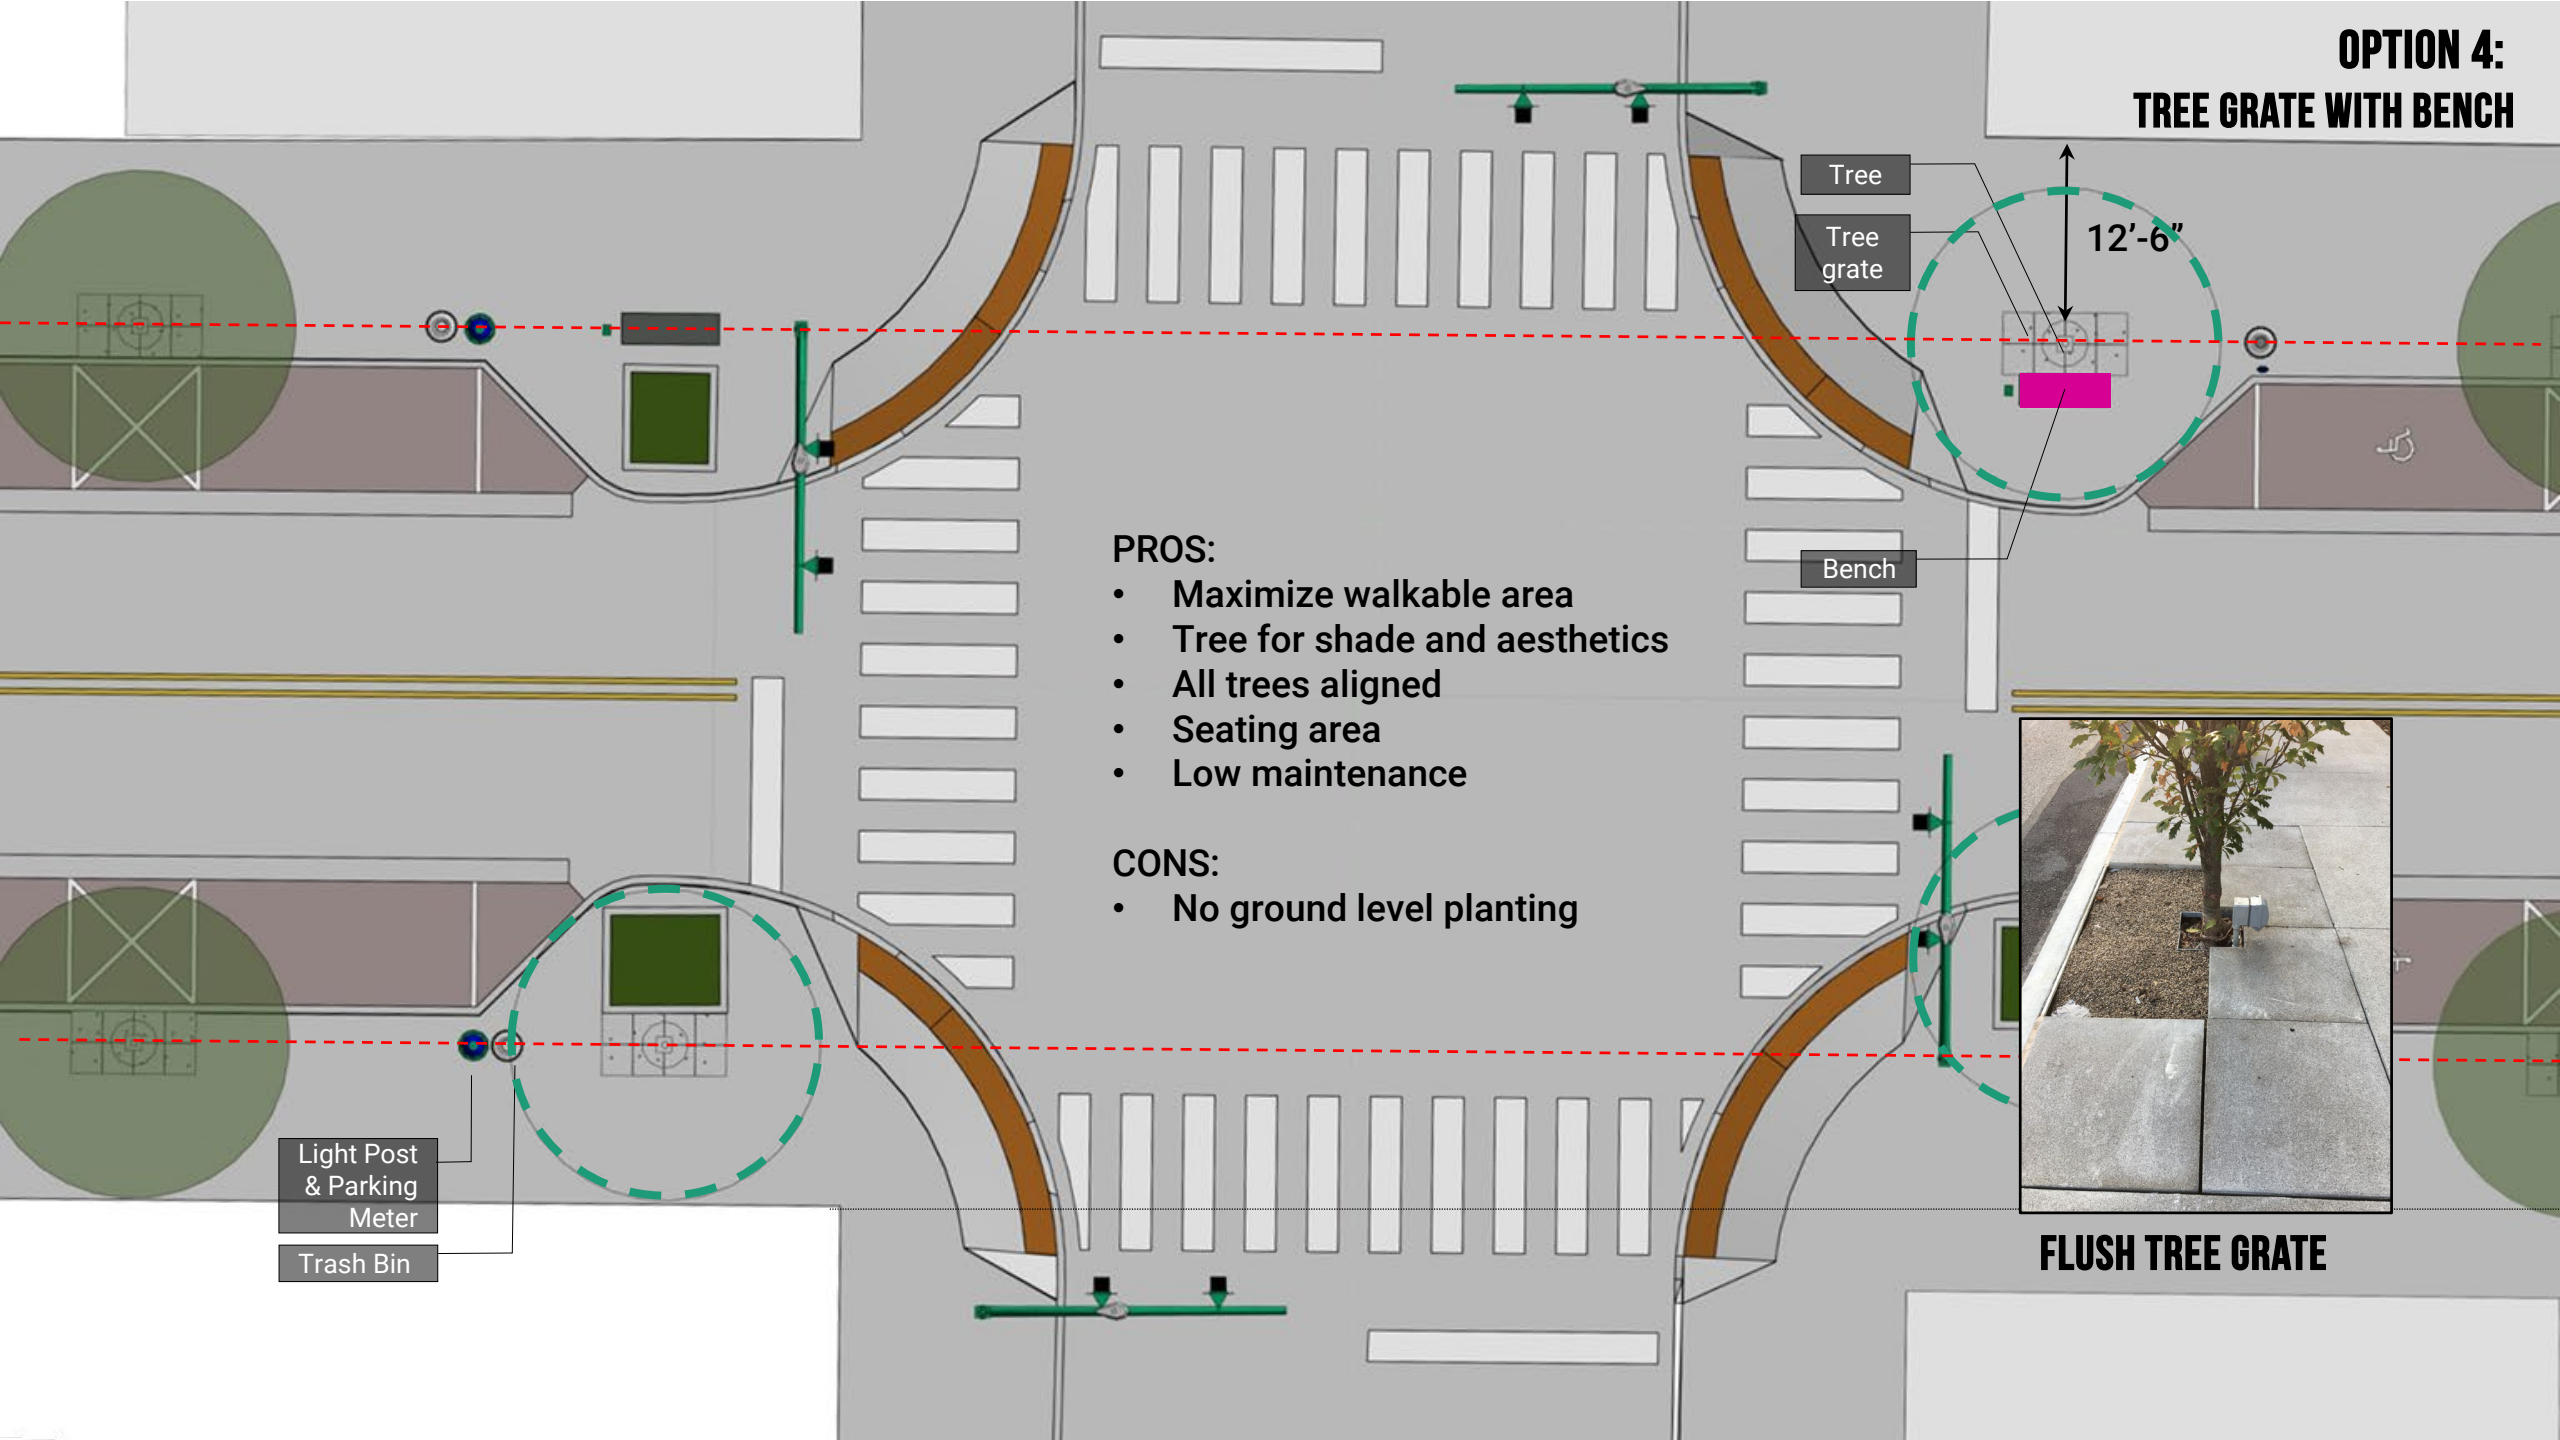 OPTION 4:
TREE GRATE WITH BENCH
Tree
Tree
grate
12’-6”
Bench
PROS:
• Maximize walkable area
• Tree for shade and aesthetics
• All trees aligned
• Seating area
• Low maintenance
CONS:
• No ground level planting
Light Post
& Parking
Meter
Trash Bin
FLUSH TREE GRATE